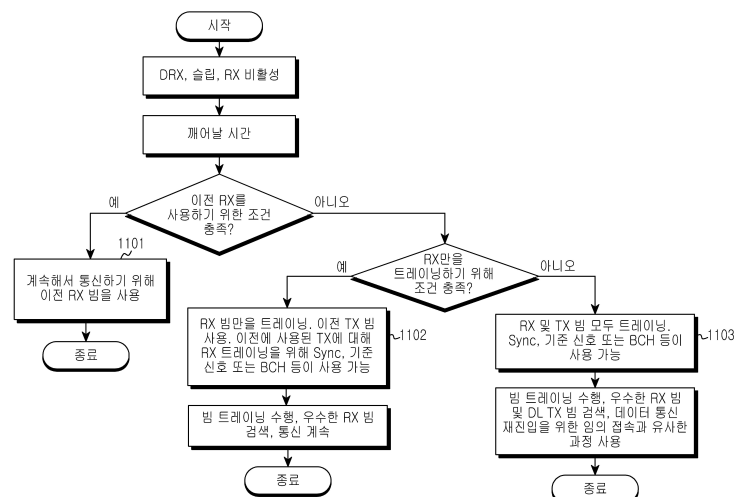 시작
DRX, 슬립, RX 비활성
깨어날 시간
이전 RX를
사용하기 위한 조건
충족?
예
아니오
1101
계속해서 통신하기 위해
이전 RX 빔을 사용
종료
RX만을
트레이닝하기 위해
조건 충족?
예
아니오
RX 빔만을 트레이닝. 이전 TX 빔
사용. 이전에 사용된 TX에 대해
RX 트레이닝을 위해 Sync, 기준
신호 또는 BCH 등이 사용 가능
1102
빔 트레이닝 수행, 우수한 RX 빔
검색, 통신 계속
종료
RX 및 TX 빔 모두 트레이닝.
Sync, 기준 신호 또는 BCH 등이
사용 가능
1103
빔 트레이닝 수행, 우수한 RX 빔
및 DL TX 빔 검색, 데이터 통신
재진입을 위한 임의 접속과 유사한
과정 사용
종료